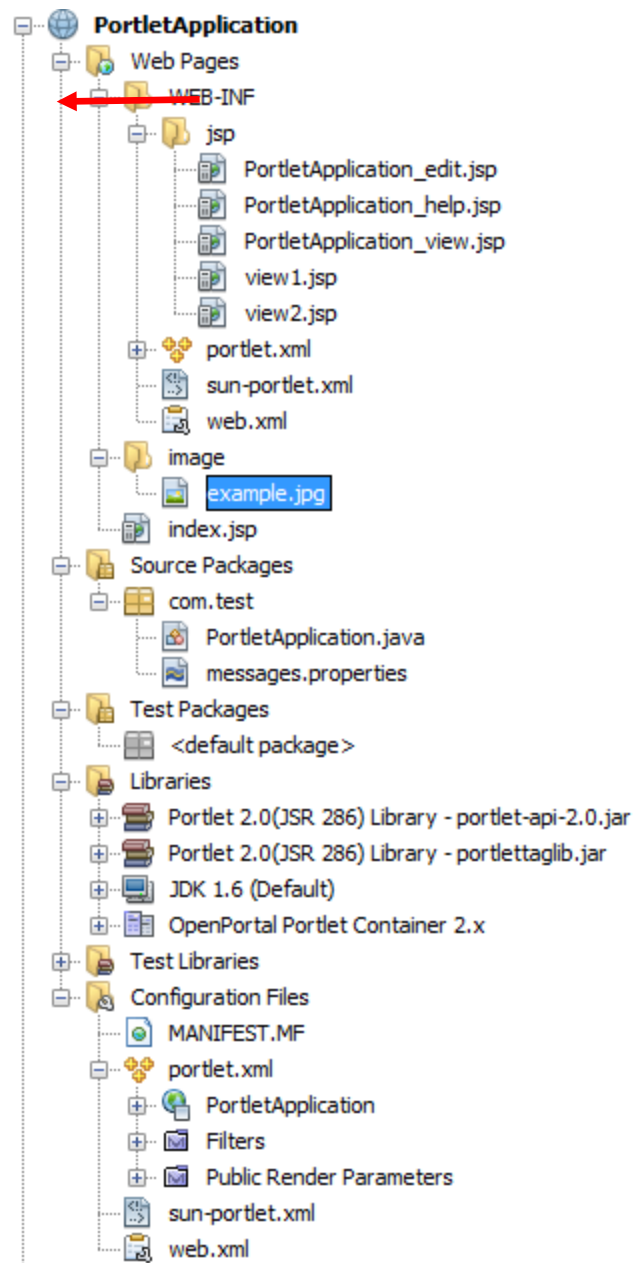 PortletApplication
Web Pages
WEB-INF
jsp
PortletApplication_edit.jsp
PortletApplication_help.jsp
PortletApplication_view.jsp
view1.jsp
view2.jsp
portlet.xml
sun-portlet.xml
web.xml
image
example.jpg
index.jsp
Source Packages
com.test
PortletApplication.java
messages.properties
Test Packages
<default package>
Libraries
Portlet 2.0(JSR 286) Library - portlet-api-2.0.jar
Portlet 2.0(JSR 286) Library - portlettaglib.jar
JDK 1.6 (Default)
OpenPortal Portlet Container 2.x
Test Libraries
Configuration Files
MANIFEST.MF
portlet.xml
PortletApplication
Filters
Public Render Parameters
sun-portlet.xml
web.xml